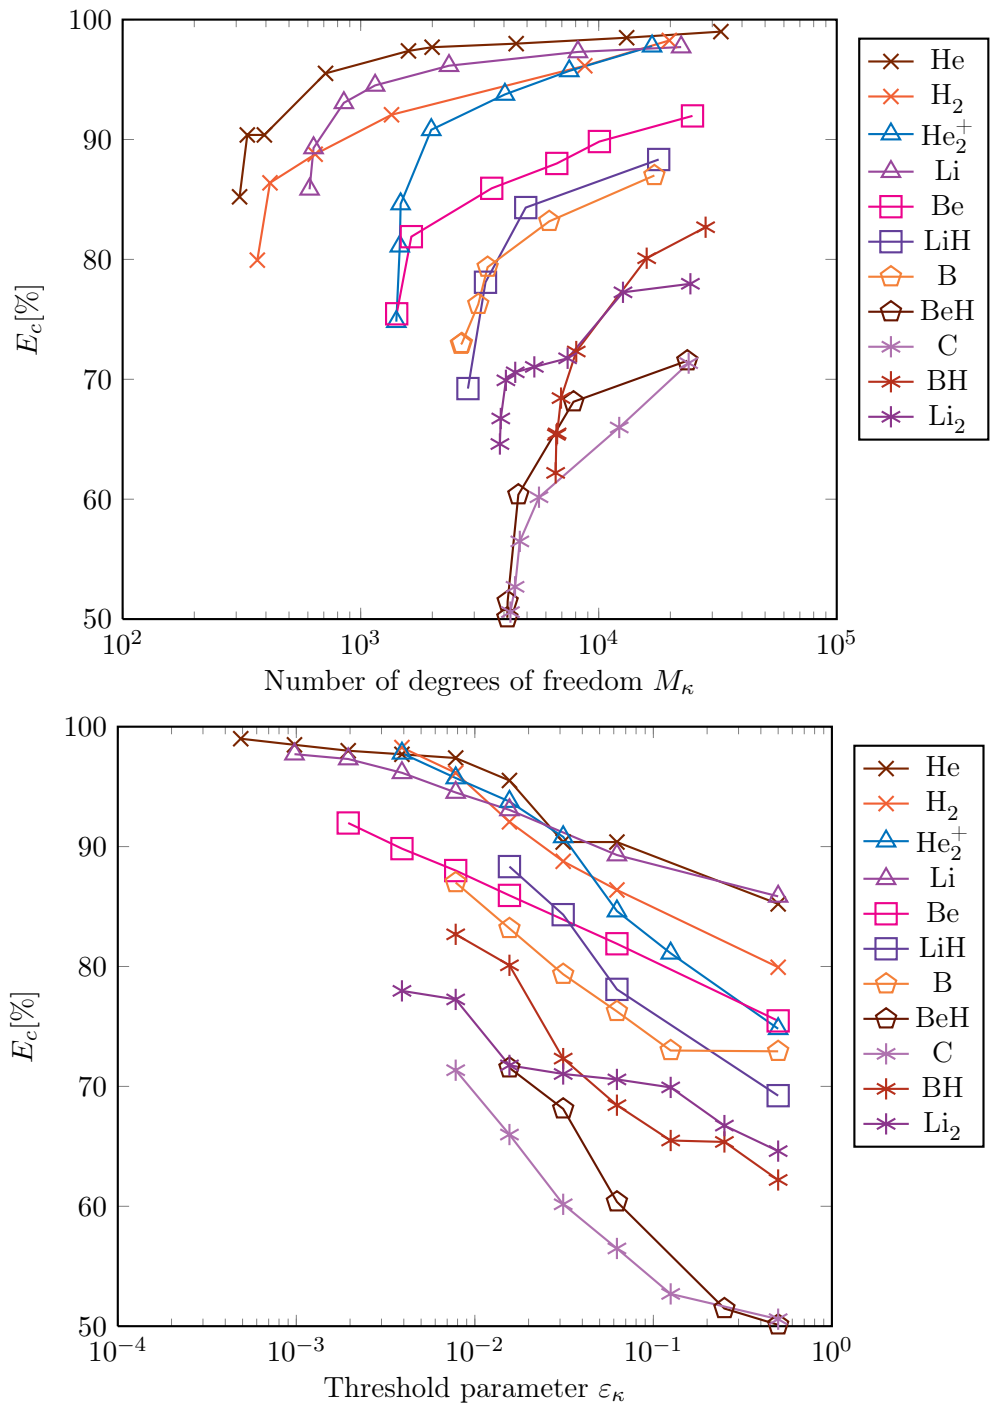 100
90
80
70
60
50
E_c[%]
10^2
10^3
10^4
10^5
Number of degrees of freedom M_κ
He
H_2
He_2^+
Li
Be
LiH
B
BeH
C
BH
Li_2
100
90
80
70
60
50
E_c[%]
10^−4
10^−3
10^−2
10^−1
10^0
Threshold parameter ε_κ
He
H_2
He_2^+
Li
Be
LiH
B
BeH
C
BH
Li_2